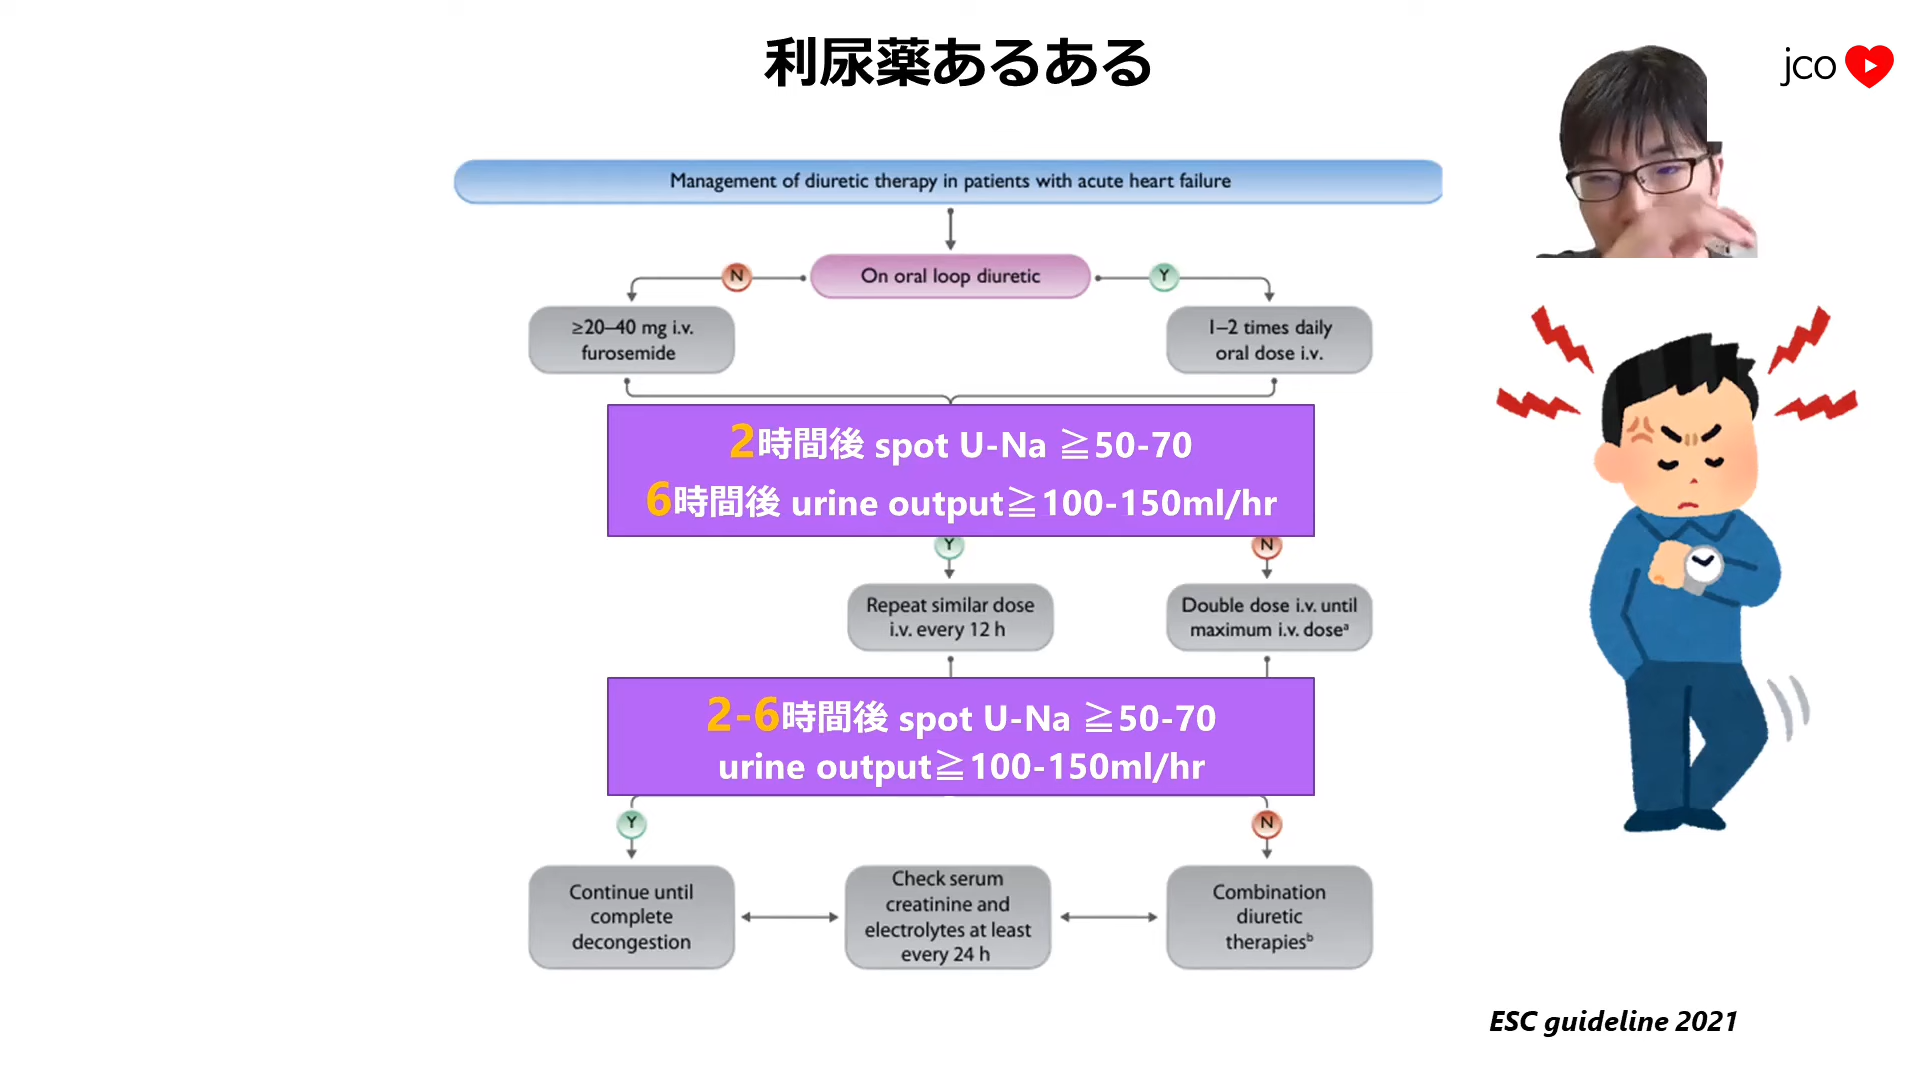 利尿薬あるある
jco
Management of diuretic therapy in patients with acute heart failure
N
On oral loop diuretic
Y
≥20–40 mg i.v.
furosemide
1–2 times daily
oral dose i.v.
2時間後 spot U-Na ≧50-70
6時間後 urine output≧100-150ml/hr
Y
N
Repeat similar dose
i.v. every 12 h
Double dose i.v. until
maximum i.v. doseᵃ
2-6時間後 spot U-Na ≧50-70
urine output≧100-150ml/hr
Y
N
Continue until
complete
decongestion
Check serum
creatinine and
electrolytes at least
every 24 h
Combination
diuretic
therapiesᵇ
ESC guideline 2021